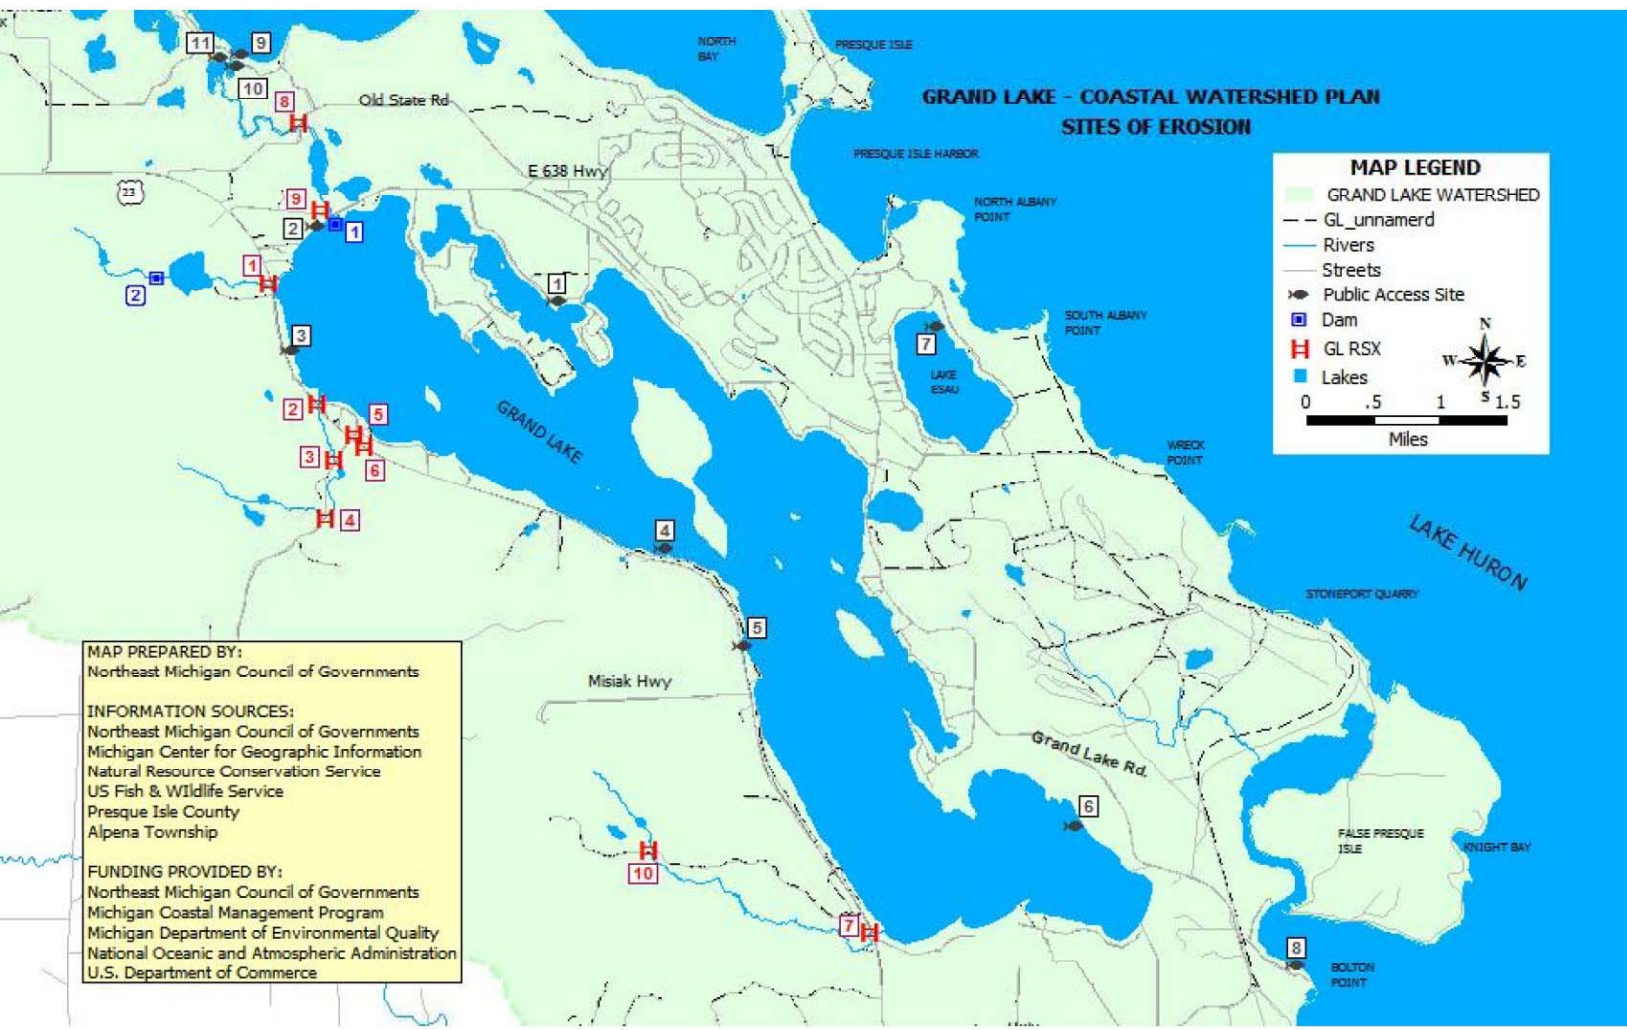 11
9
10
8
Old State Rd
NORTH
BAY
PRESQUE ISLE
GRAND LAKE - COASTAL WATERSHED PLAN
SITES OF EROSION
PRESQUE ISLE HARBOR
E 638 Hwy
23
9
2
1
NORTH ALBANY
POINT
MAP LEGEND
GRAND LAKE WATERSHED
GL_unnamerd
Rivers
Streets
Public Access Site
Dam
GL RSX
Lakes
N
W
E
S
0 .5 1 1.5
Miles
1
2
1
3
SOUTH ALBANY
POINT
7
LAKE
ESAU
2
5
3
6
4
GRAND LAKE
WRECK
POINT
4
LAKE HURON
STONEPORT QUARRY
5
Misiak Hwy
MAP PREPARED BY:
Northeast Michigan Council of Governments
INFORMATION SOURCES:
Northeast Michigan Council of Governments
Michigan Center for Geographic Information
Natural Resource Conservation Service
US Fish & WIldlife Service
Presque Isle County
Alpena Township
FUNDING PROVIDED BY:
Northeast Michigan Council of Governments
Michigan Coastal Management Program
Michigan Department of Environmental Quality
National Oceanic and Atmospheric Administration
U.S. Department of Commerce
Grand Lake Rd.
6
FALSE PRESQUE
ISLE
KNIGHT BAY
10
7
8
BOLTON
POINT